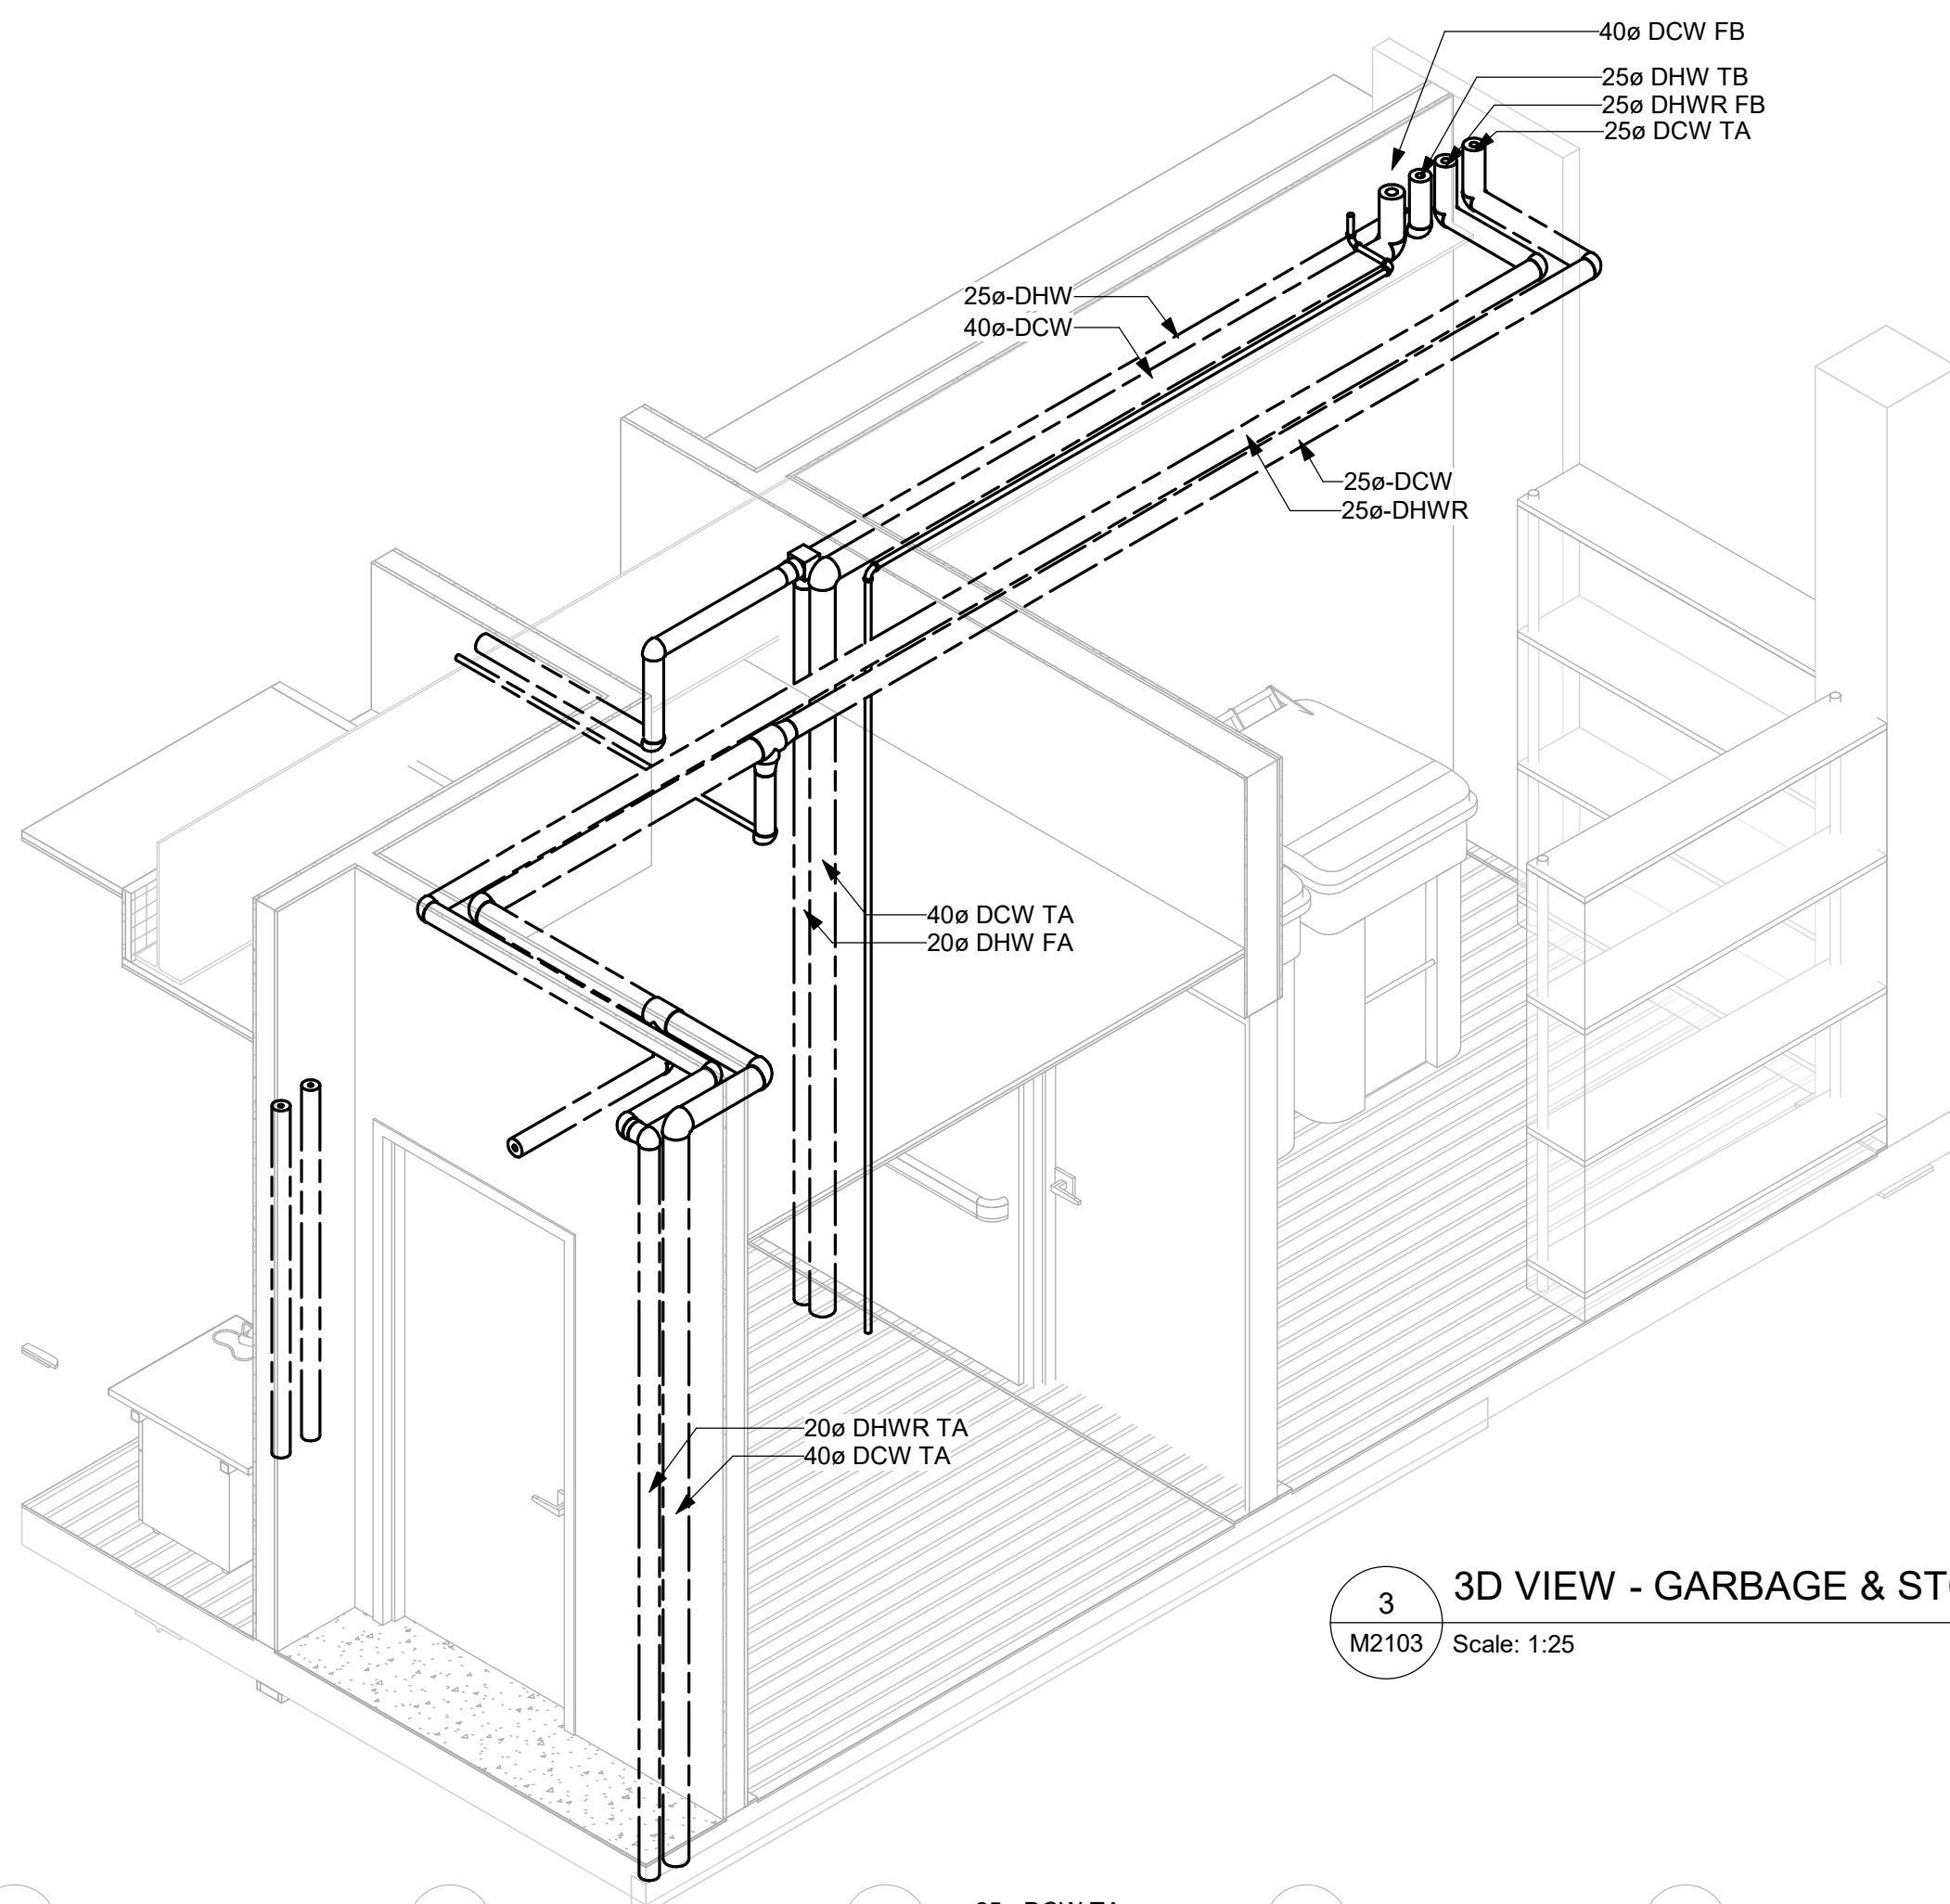 40ø DCW FB
25ø DHW TB
25ø DHWR FB
25ø DCW TA
25ø-DHW
40ø-DCW
25ø-DCW
25ø-DHWR
40ø DCW TA
20ø DHW FA
20ø DHWR TA
40ø DCW TA
3
M2103
3D VIEW - GARBAGE &
Scale: 1:25